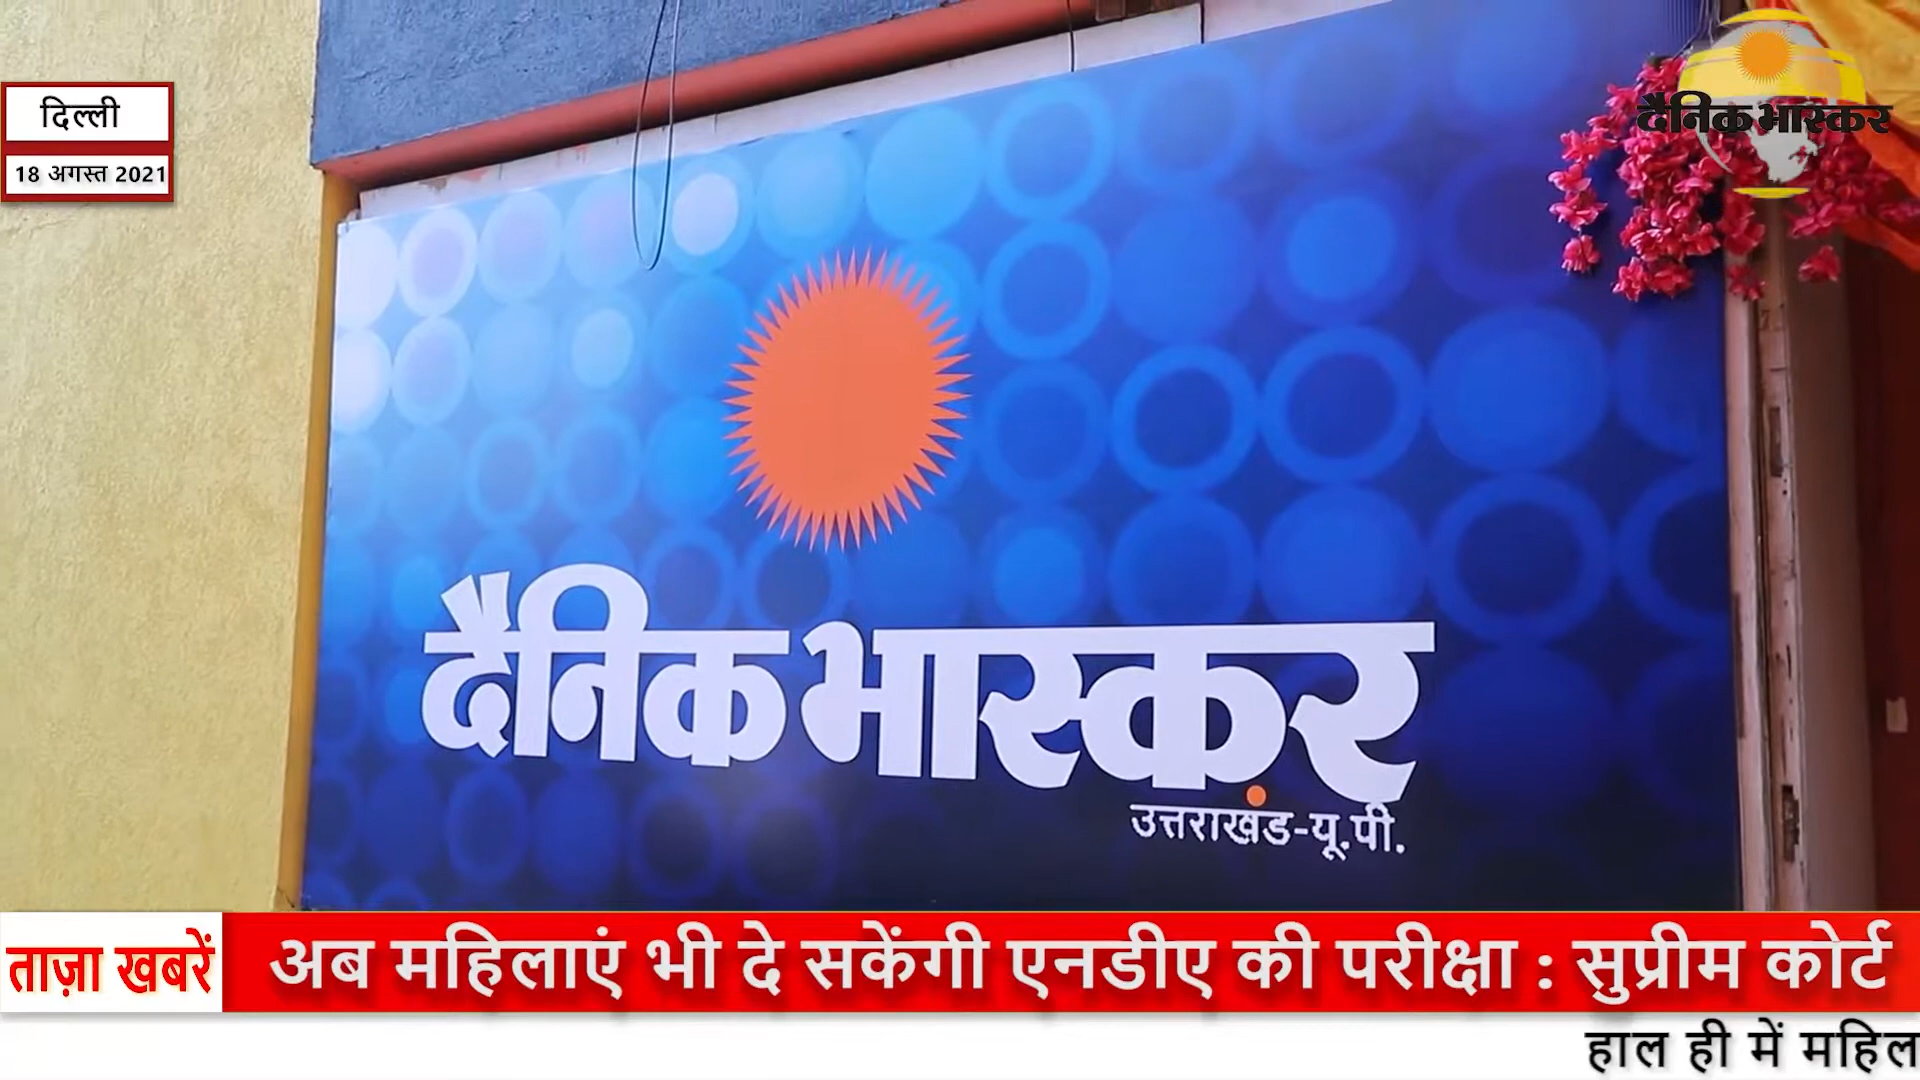 दिल्ली
18 अगस्त 2021
दैनिक भास्कर
दैनिक भास्कर
उत्तराखंड-यू.पी.
ताज़ा खबरें
अब महिलाएं भी दे सकेंगी एनडीए की परीक्षा : सुप्रीम कोर्ट
हाल ही में महिल